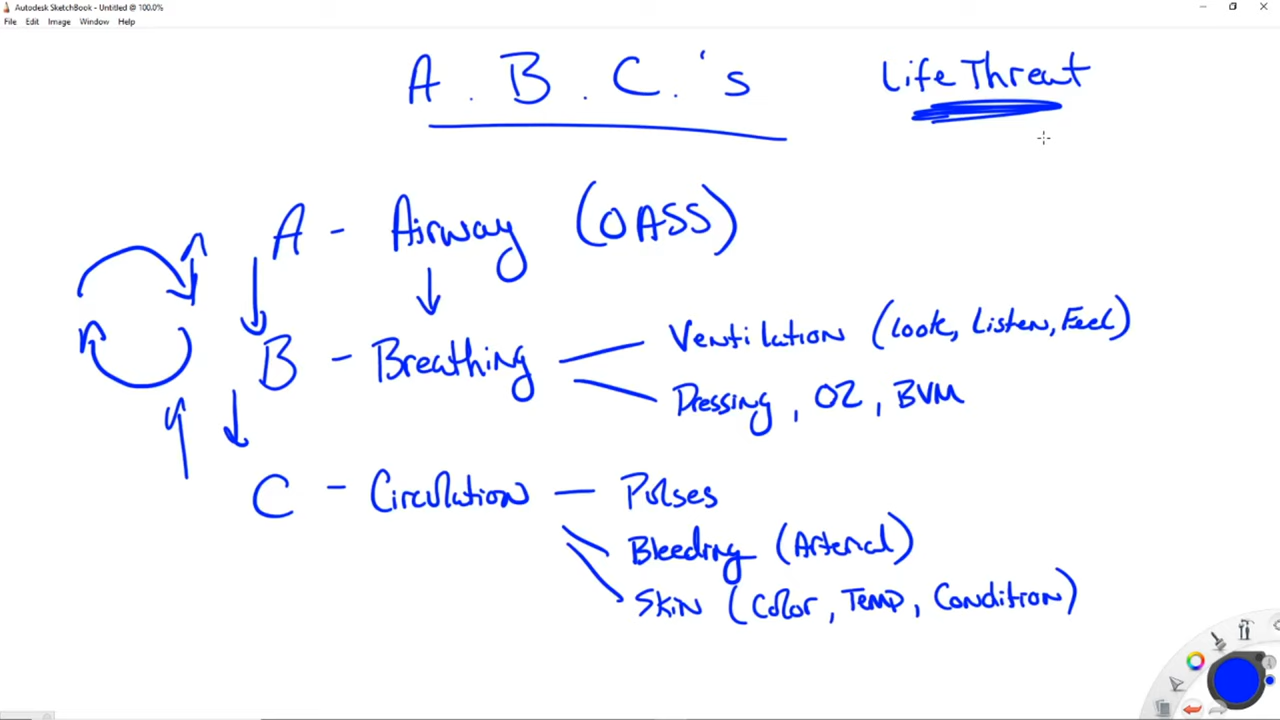 Autodesk SketchBook - Untitled @ 100.0%
File Edit Image Window Help
A. B. C.'s
Life Threat
A - Airway (OASS)
B - Breathing
Ventilation (Look, Listen, Feel)
Dressing, O2, BVM
C - Circulation - Pulses
Bleeding (Arterial)
Skin (Color, Temp, Condition)